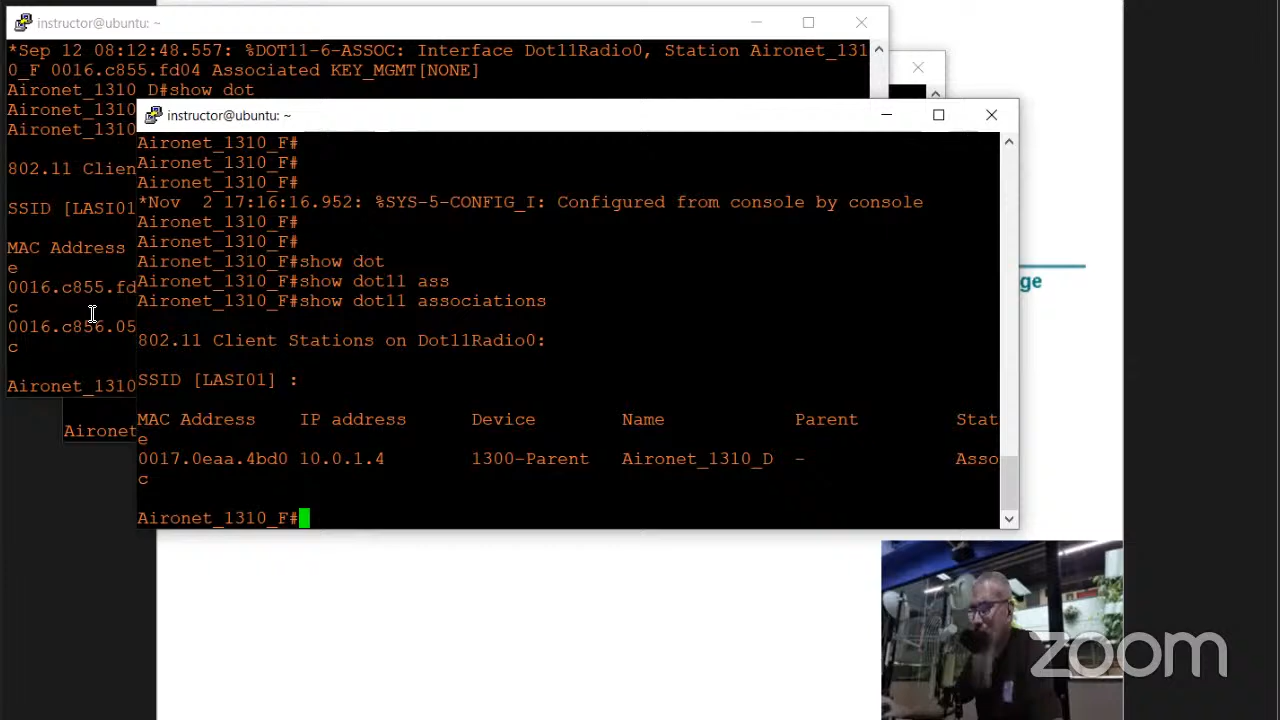 instructor@ubuntu: ~
*Sep 12 08:12:48.557: %DOT11-6-ASSOC: Interface Dot11Radio0, Station Aironet_131
0_F 0016.c855.fd04 Associated KEY_MGMT[NONE]
Aironet_1310_D#show dot
Aironet_1310
Aironet_1310
802.11 Clien
SSID [LASI01
MAC Address
e
0016.c855.fd
c
0016.c856.05
c
Aironet_1310
Aironet
instructor@ubuntu: ~
Aironet_1310_F#
Aironet_1310_F#
Aironet_1310_F#
*Nov  2 17:16:16.952: %SYS-5-CONFIG_I: Configured from console by console
Aironet_1310_F#
Aironet_1310_F#
Aironet_1310_F#show dot
Aironet_1310_F#show dot11 ass
Aironet_1310_F#show dot11 associations
802.11 Client Stations on Dot11Radio0:
SSID [LASI01] :
MAC Address    IP address      Device        Name            Parent         Stat
e
0017.0eaa.4bd0 10.0.1.4        1300-Parent   Aironet_1310_D  -              Asso
c
Aironet_1310_F#
ge
zoom